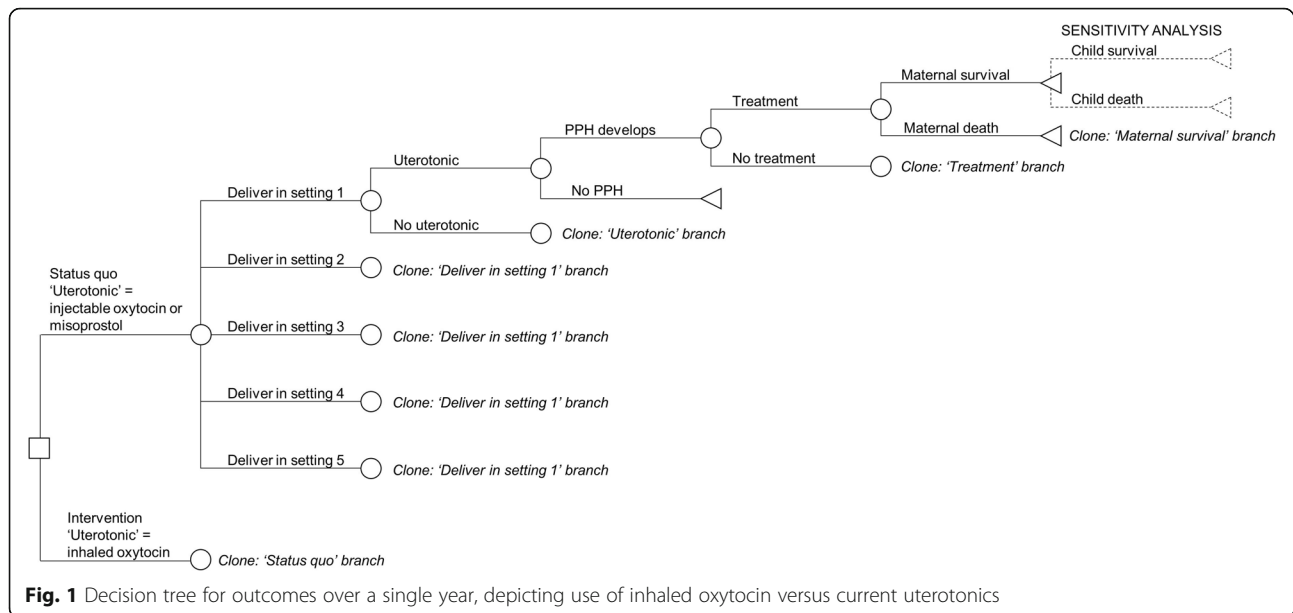 SENSITIVITY ANALYSIS
Child survival
Maternal survival
Child death
Treatment
Maternal death
Clone: 'Maternal survival' branch
PPH develops
No treatment
Clone: 'Treatment' branch
Uterotonic
No PPH
Deliver in setting 1
No uterotonic
Clone: 'Uterotonic' branch
Deliver in setting 2
Clone: 'Deliver in setting 1' branch
Status quo
'Uterotonic' =
injectable oxytocin or
misoprostol
Deliver in setting 3
Clone: 'Deliver in setting 1' branch
Deliver in setting 4
Clone: 'Deliver in setting 1' branch
Deliver in setting 5
Clone: 'Deliver in setting 1' branch
Intervention
'Uterotonic' =
inhaled oxytocin
Clone: 'Status quo' branch
Fig. 1 Decision tree for outcomes over a single year, depicting use of inhaled oxytocin versus current uterotonics